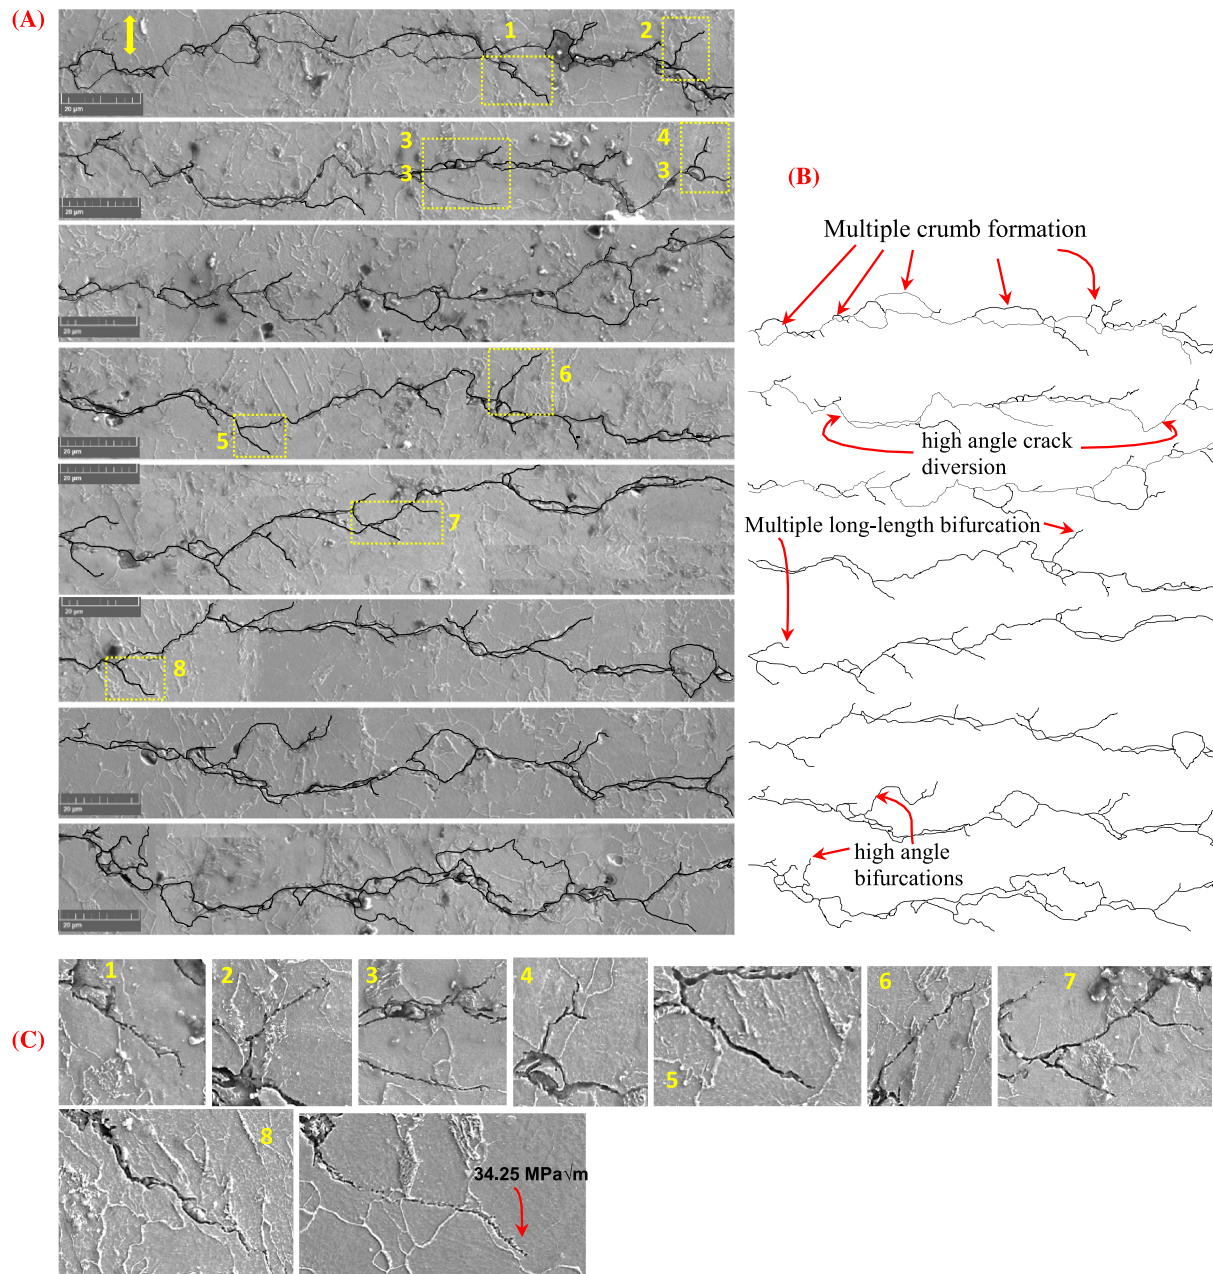 (A)
1
2
20 µm
3
4
3
3
20 µm
(B)
Multiple crumb formation
20 µm
6
5
20 µm
high angle crack
diversion
20 µm
7
Multiple long-length bifurcation
20 µm
8
20 µm
high angle
bifurcations
20 µm
(C)
1
2
3
4
5
6
7
8
34.25 MPa√m